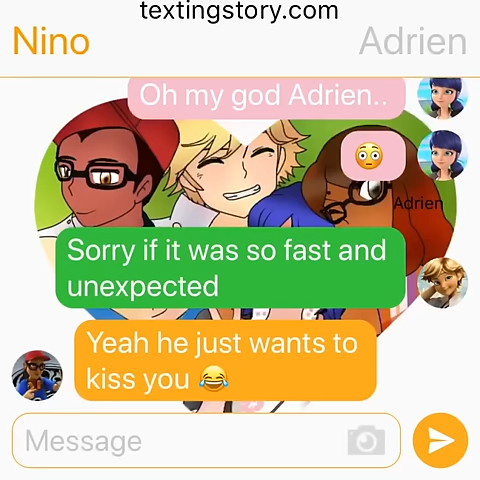 textingstory.com
Nino
Adrien
Oh my god Adrien..
😳
Adrien
Sorry if it was so fast and
unexpected
Yeah he just wants to
kiss you 😂
Message